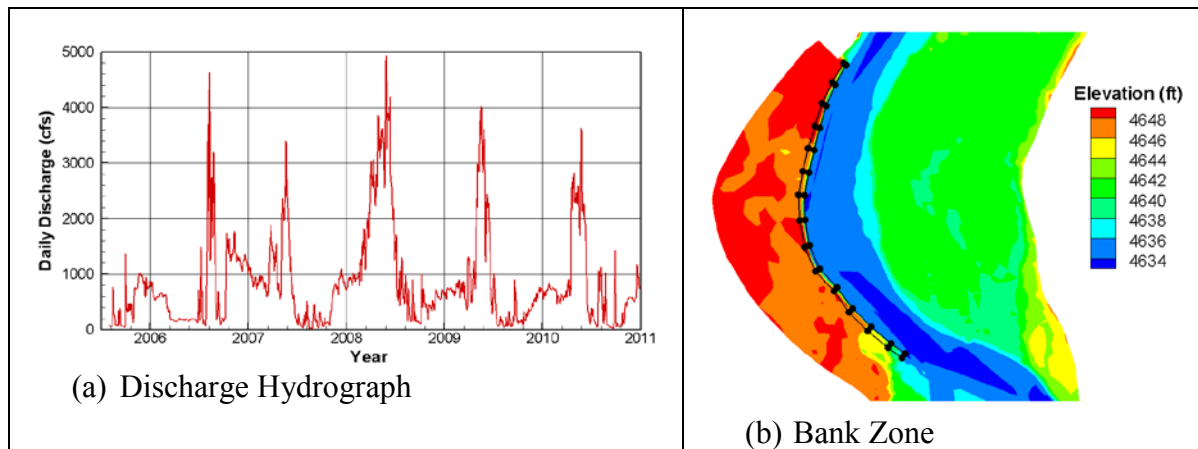 5000
4000
3000
2000
1000
0
Daily Discharge (cfs)
2006 2007 2008 2009 2010 2011
Year
(a) Discharge Hydrograph
Elevation (ft)
4648
4646
4644
4642
4640
4638
4636
4634
(b) Bank Zone